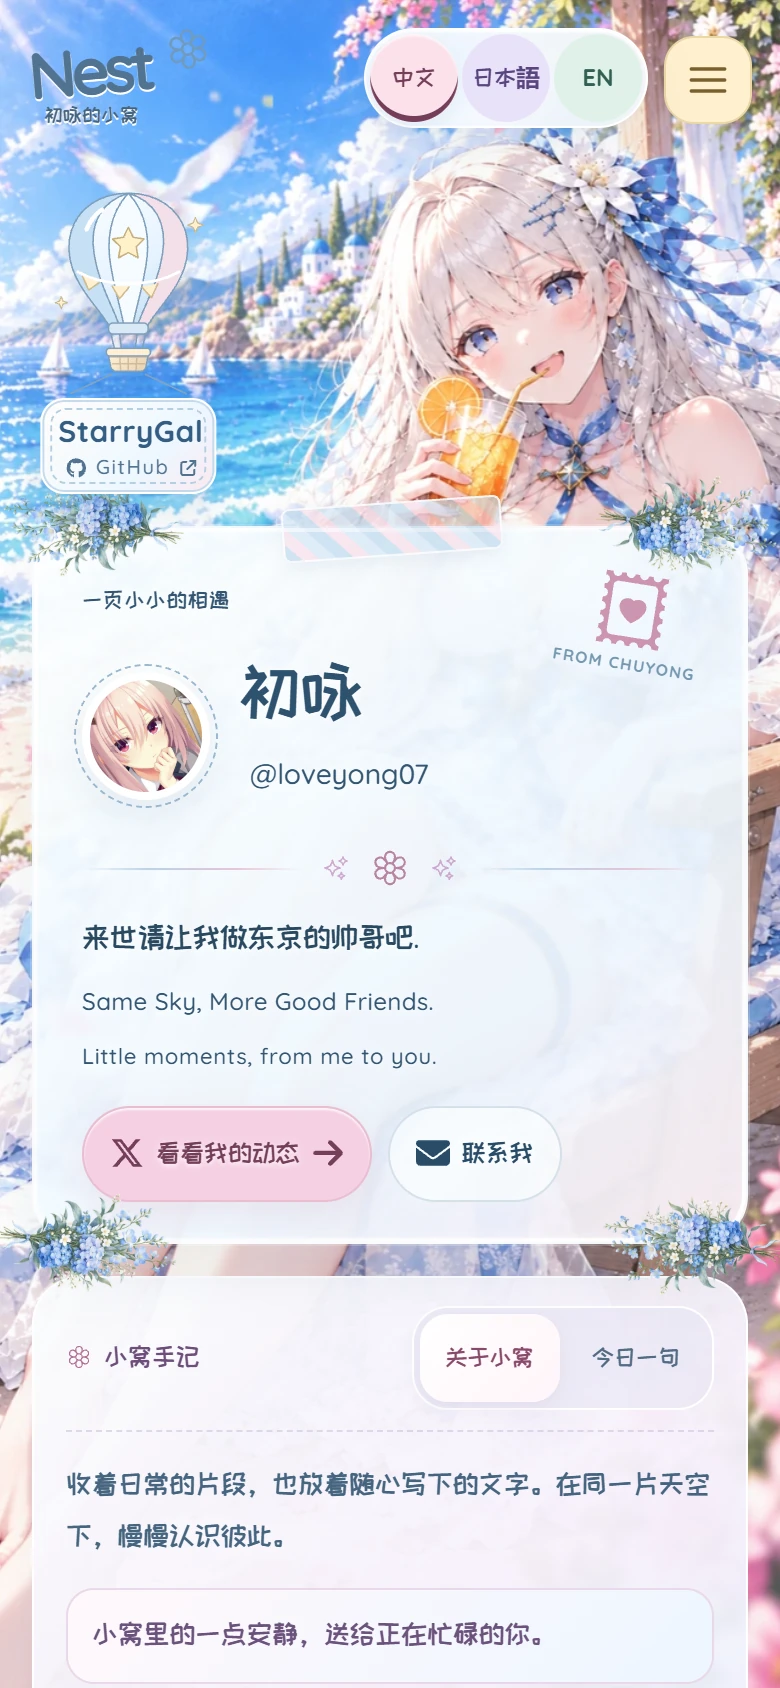 Nest
初咏的小窝
中文
日本語
EN
StarryGal
GitHub
一页小小的相遇
FROM CHUYONG
初咏
@loveyong07
来世请让我做东京的帅哥吧.
Same Sky, More Good Friends.
Little moments, from me to you.
看看我的动态
联系我
小窝手记
关于小窝
今日一句
收着日常的片段，也放着随心写下的文字。在同一片天空
下，慢慢认识彼此。
小窝里的一点安静，送给正在忙碌的你。